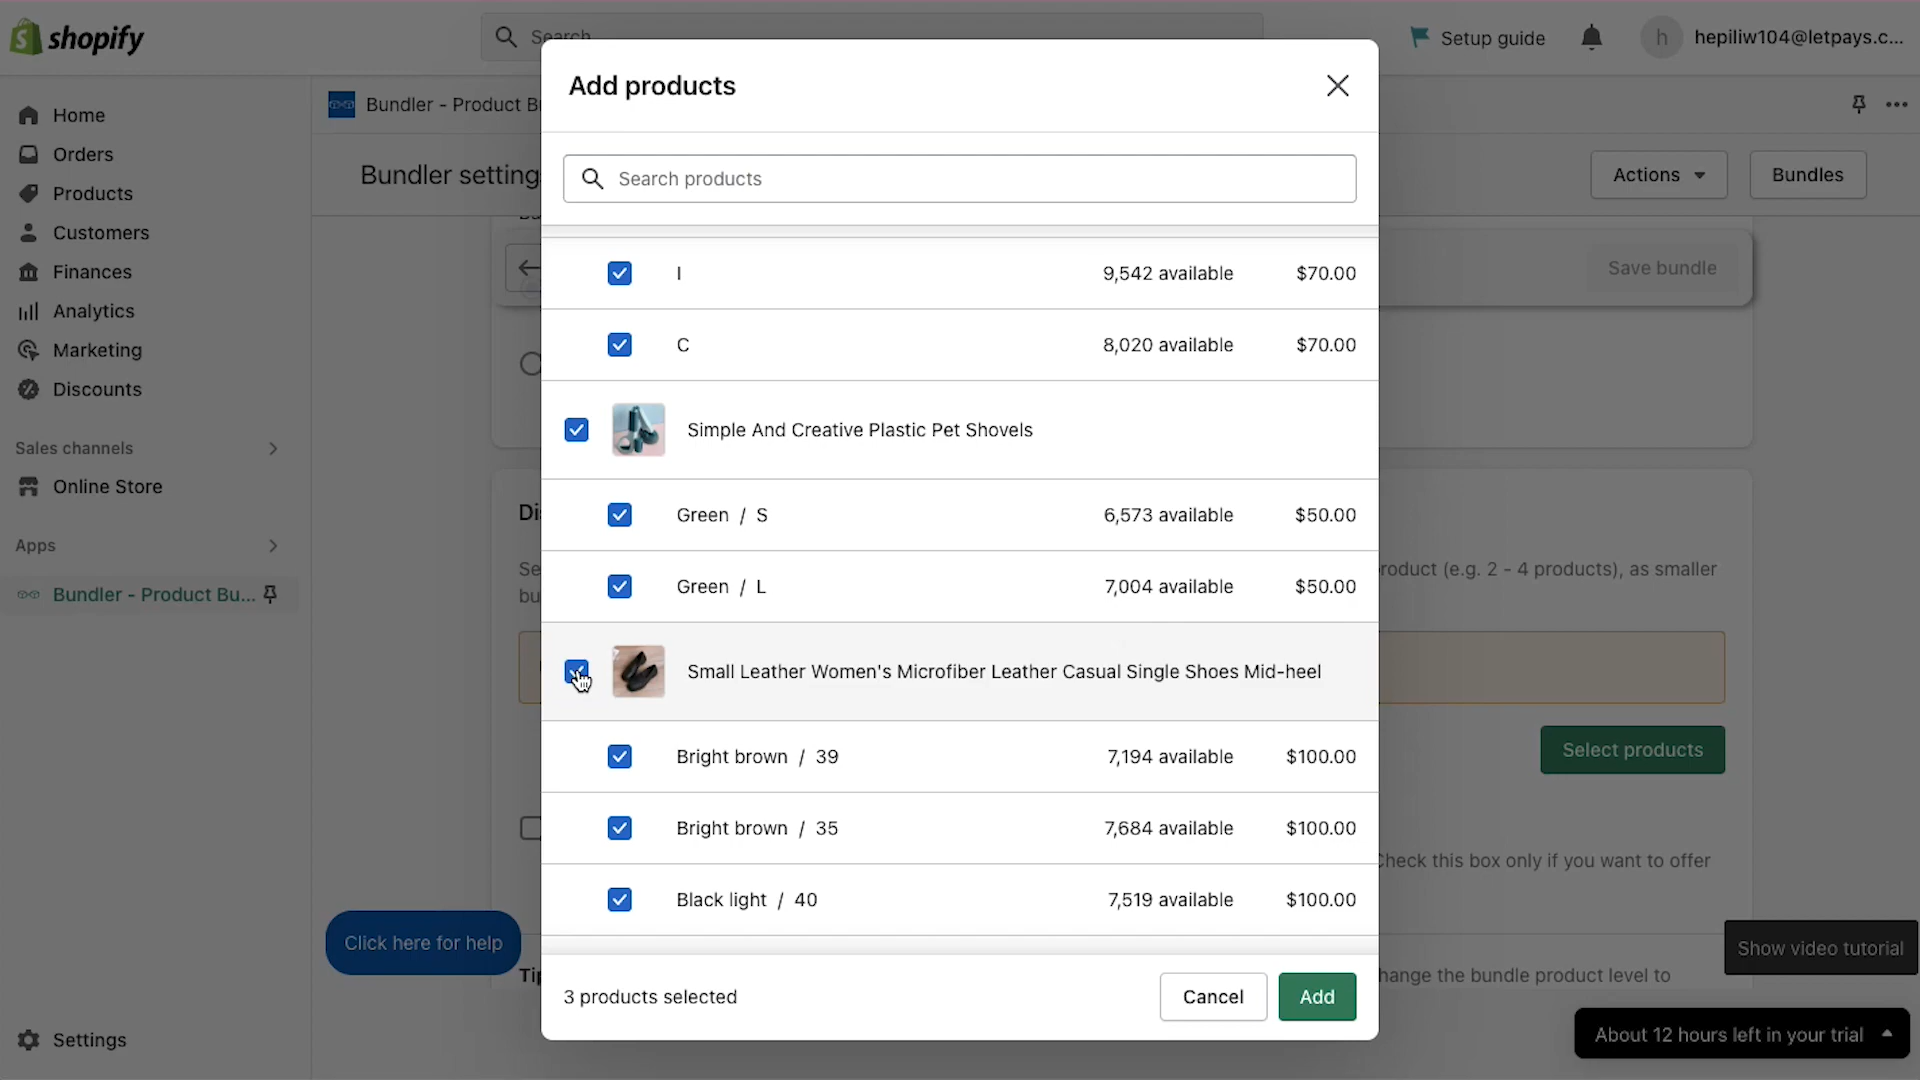 shopify
Search
Setup guide
h
hepiliw104@letpays.c...
Home
Orders
Products
Customers
Finances
Analytics
Marketing
Discounts
Sales channels
Online Store
Apps
Bundler - Product Bu...
Settings
Bundler - Product B
Bundler setting
Actions
Bundles
Save bundle
Add products
Search products
I 9,542 available $70.00
C 8,020 available $70.00
Simple And Creative Plastic Pet Shovels
Green / S 6,573 available $50.00
Green / L 7,004 available $50.00
Small Leather Women's Microfiber Leather Casual Single Shoes Mid-heel
Bright brown / 39 7,194 available $100.00
Bright brown / 35 7,684 available $100.00
Black light / 40 7,519 available $100.00
3 products selected
Cancel
Add
Di
Se
roduct (e.g. 2 - 4 products), as smaller
bu
Select products
Check this box only if you want to offer
Click here for help
Tip
hange the bundle product level to
Show video tutorial
About 12 hours left in your trial